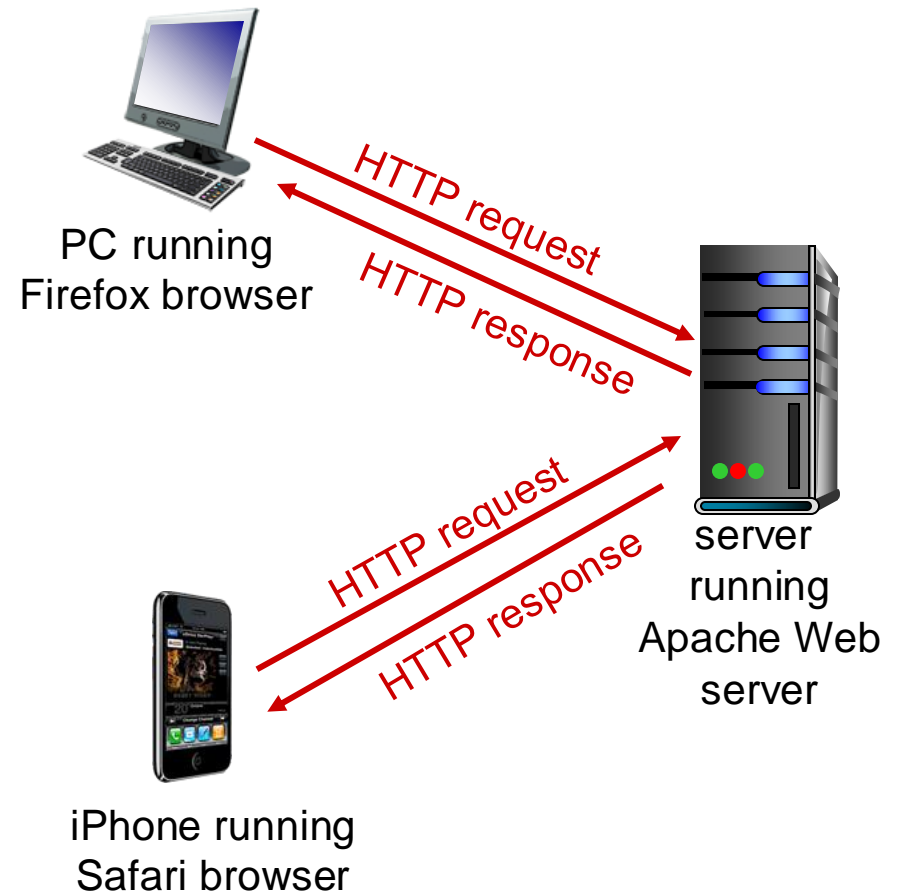 HTTP request
HTTP response
PC running
Firefox browser
HTTP request
HTTP response
server
running
Apache Web
server
iPhone running
Safari browser